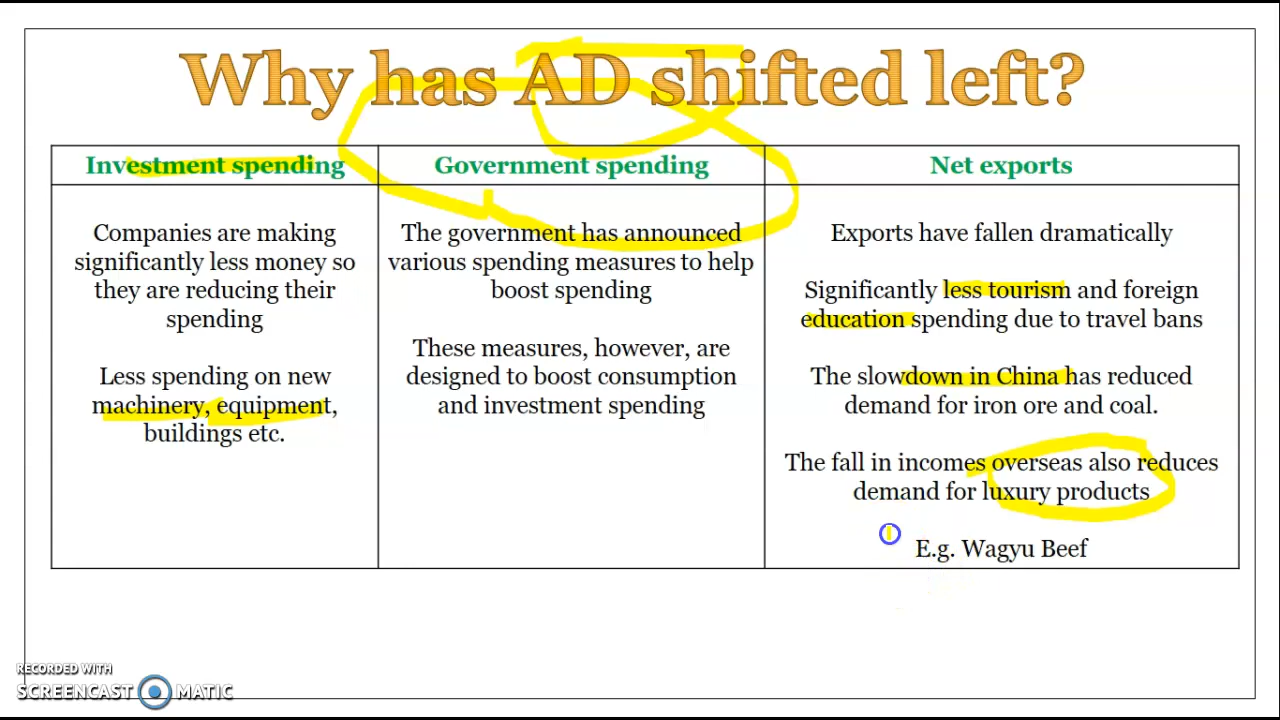 Why has AD shifted left?
Investment spending
Companies are making
significantly less money so
they are reducing their
spending
Less spending on new
machinery, equipment,
buildings etc.
Government spending
The government has announced
various spending measures to help
boost spending
These measures, however, are
designed to boost consumption
and investment spending
Net exports
Exports have fallen dramatically
Significantly less tourism and foreign
education spending due to travel bans
The slowdown in China has reduced
demand for iron ore and coal.
The fall in incomes overseas also reduces
demand for luxury products
E.g. Wagyu Beef
RECORDED WITH
SCREENCAST MATIC